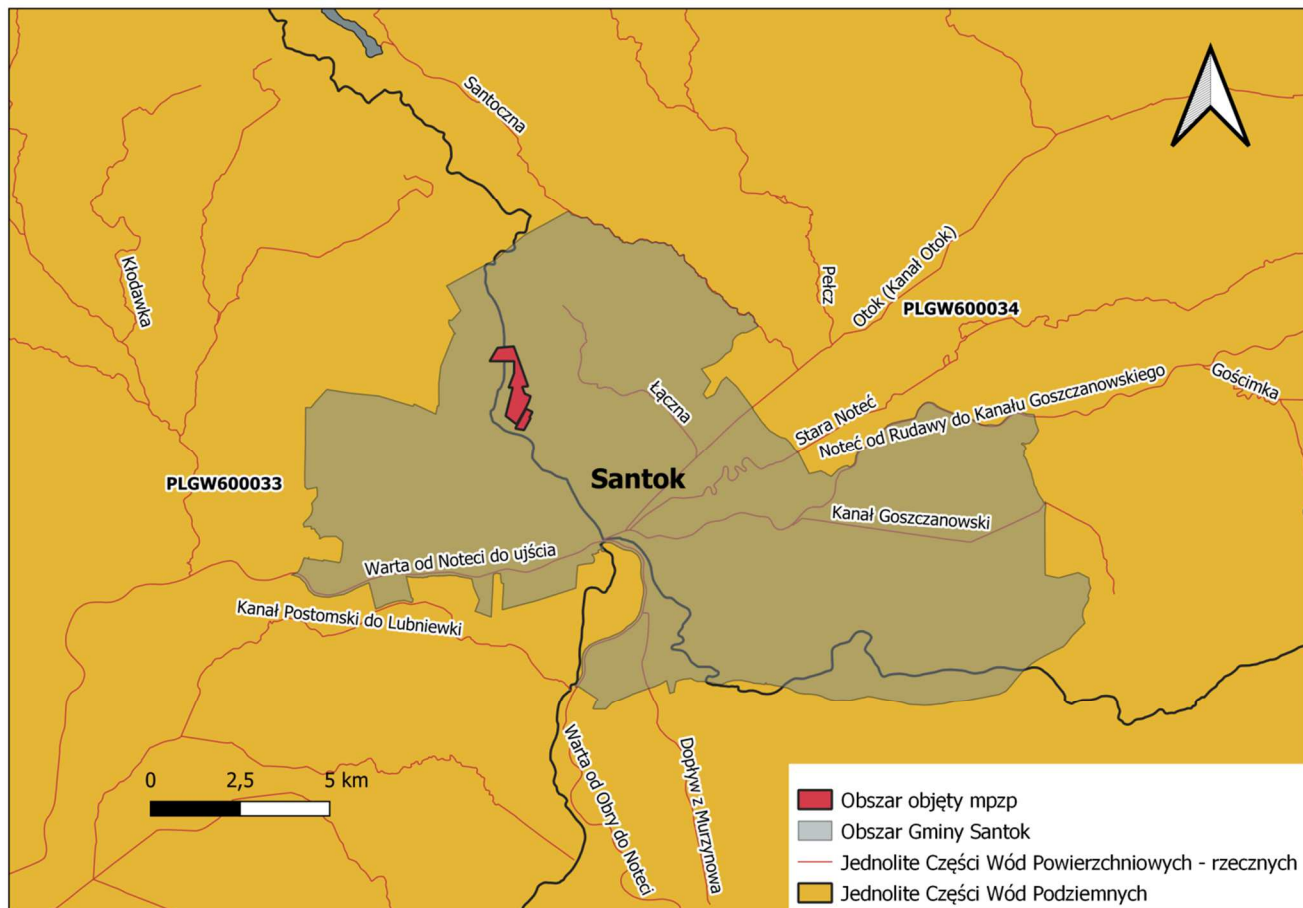 Santoczna
Kłodawka
Pełcz
Otok (Kanał Otok)
PLGW600034
Gościmka
Łączna
Stara Noteć
Noteć od Rudawy do Kanału Goszczanowskiego
Santok
PLGW600033
Kanał Goszczanowski
Warta od Noteci do ujścia
Kanał Postomski do Lubniewki
Warta od Obry do Noteci
Dopływ z Murzynowa
0 2,5 5 km
Obszar objęty mpzp
Obszar Gminy Santok
Jednolite Części Wód Powierzchniowych - rzecznych
Jednolite Części Wód Podziemnych